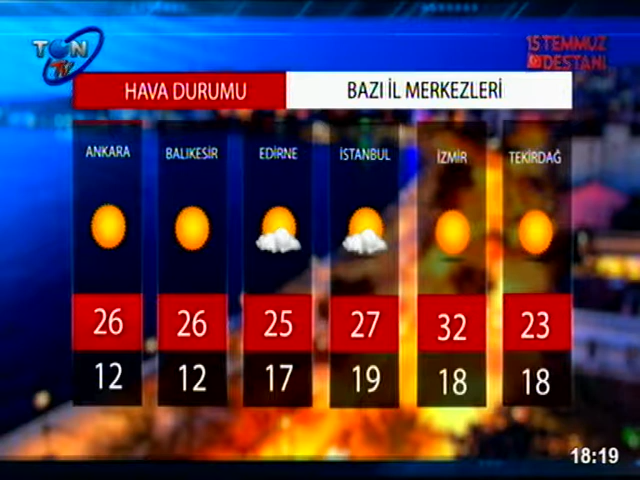 TON
TV
15 TEMMUZ
DESTANI
HAVA DURUMU
BAZI İL MERKEZLERİ
ANKARA
BALIKESİR
EDİRNE
İSTANBUL
İZMİR
TEKİRDAĞ
26
26
25
27
32
23
12
12
17
19
18
18
18:19